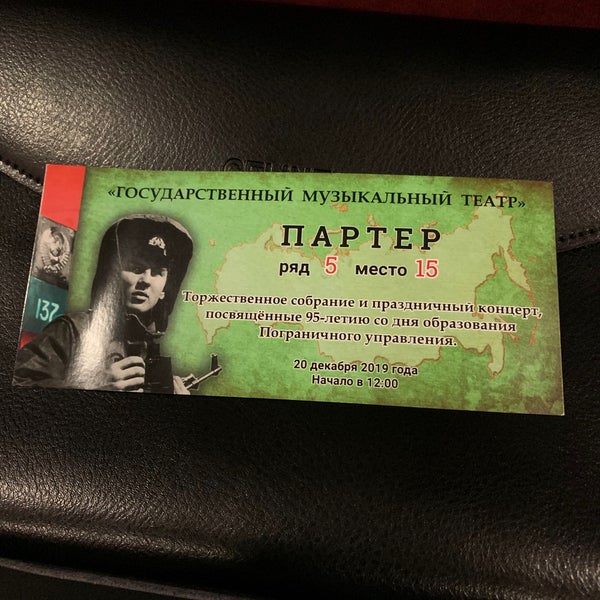 «ГОСУДАРСТВЕННЫЙ МУЗЫКАЛЬНЫЙ ТЕАТР»
ПАРТЕР
ряд 5 место 15
Торжественное собрание и праздничный концерт,
посвящённые 95-летию со дня образования
Пограничного управления.
20 декабря 2019 года
Начало в 12:00
137